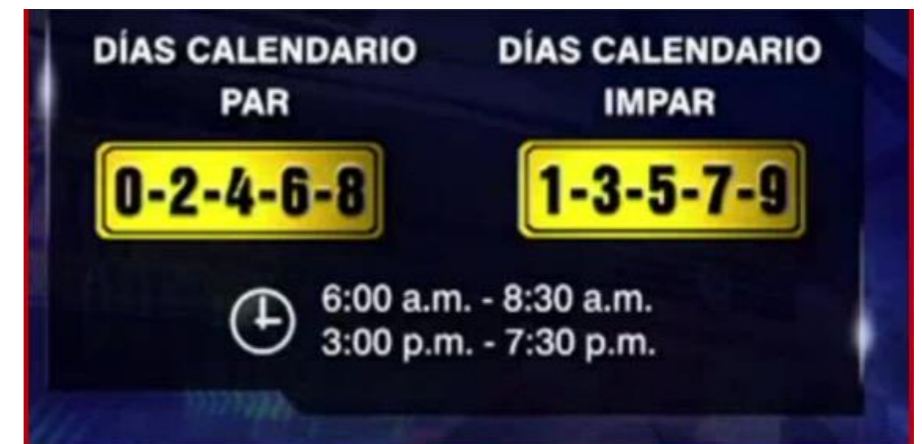 DÍAS CALENDARIO
PAR
0-2-4-6-8
DÍAS CALENDARIO
IMPAR
1-3-5-7-9
6:00 a.m. - 8:30 a.m.
3:00 p.m. - 7:30 p.m.